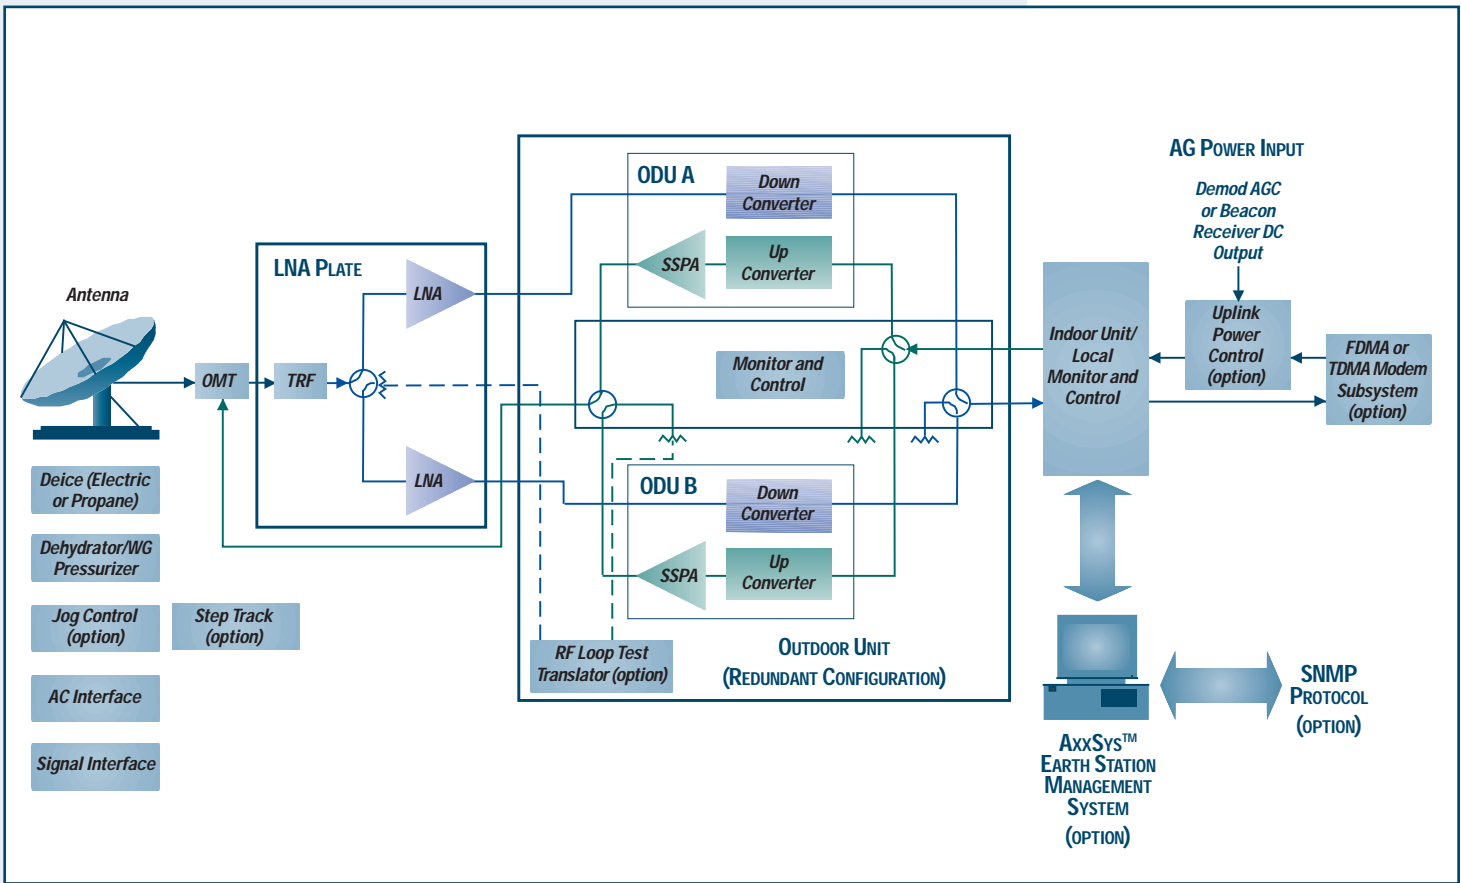 Antenna
OMT
LNA PLATE
TRF
LNA
LNA
Deice (Electric
or Propane)
Dehydrator/WG
Pressurizer
Jog Control
(option)
Step Track
(option)
AC Interface
Signal Interface
ODU A
Down
Converter
SSPA
Up
Converter
Monitor and
Control
ODU B
Down
Converter
SSPA
Up
Converter
RF Loop Test
Translator (option)
OUTDOOR UNIT
(REDUNDANT CONFIGURATION)
Indoor Unit/
Local
Monitor and
Control
AG POWER INPUT
Demod AGC
or Beacon
Receiver DC
Output
Uplink
Power
Control
(option)
FDMA or
TDMA Modem
Subsystem
(option)
AXXSYS™
EARTH STATION
MANAGEMENT
SYSTEM
(OPTION)
SNMP
PROTOCOL
(OPTION)